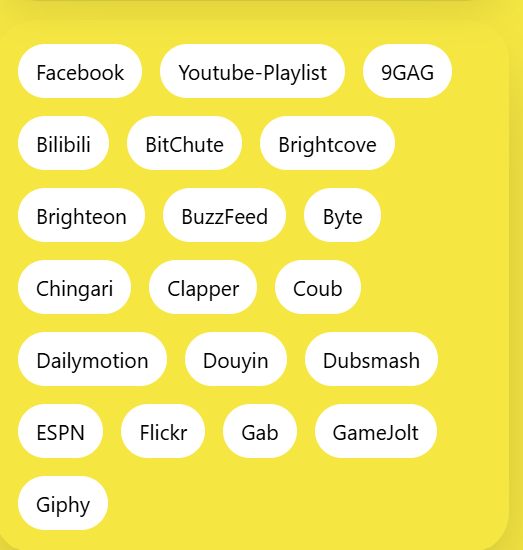 Facebook Youtube-Playlist 9GAG
Bilibili BitChute Brightcove
Brighteon BuzzFeed Byte
Chingari Clapper Coub
Dailymotion Douyin Dubsmash
ESPN Flickr Gab GameJolt
Giphy